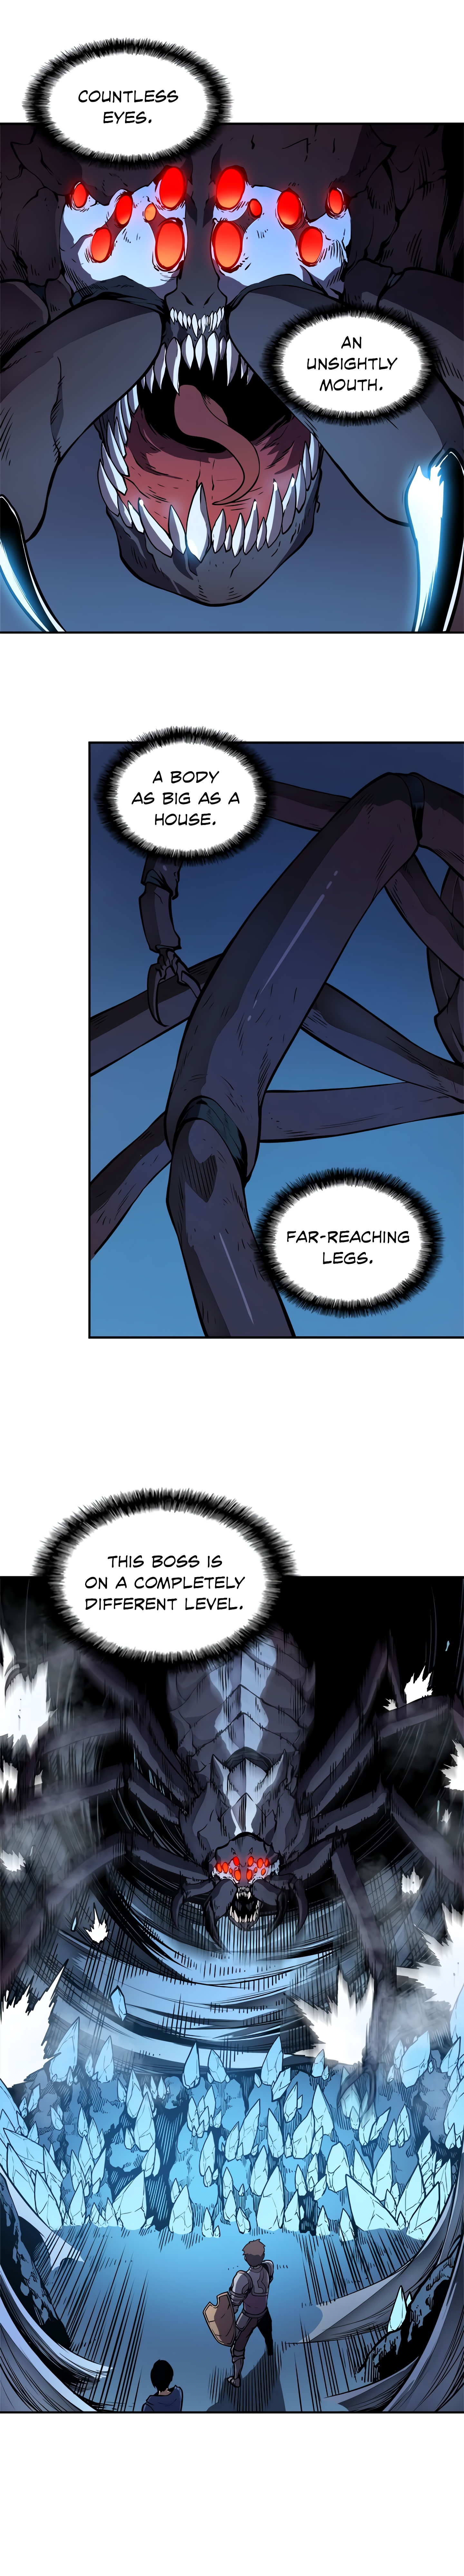 COUNTLESS
EYES.
AN
UNSIGHTLY
MOUTH.
A BODY
AS BIG AS A
HOUSE.
FAR-REACHING
LEGS.
THIS BOSS IS
ON A COMPLETELY
DIFFERENT LEVEL.